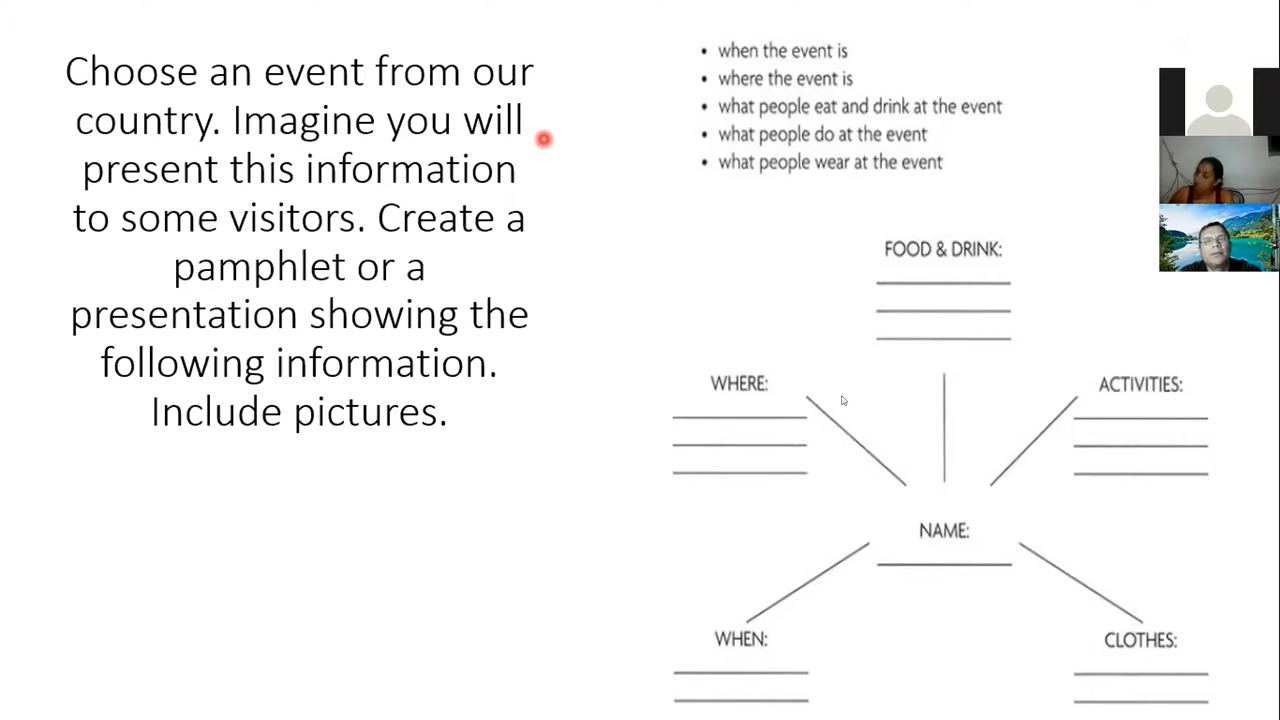 Choose an event from our
country. Imagine you will
present this information
to some visitors. Create a
pamphlet or a
presentation showing the
following information.
Include pictures.
• when the event is
• where the event is
• what people eat and drink at the event
• what people do at the event
• what people wear at the event
FOOD & DRINK:
WHERE:
ACTIVITIES:
NAME:
WHEN:
CLOTHES: